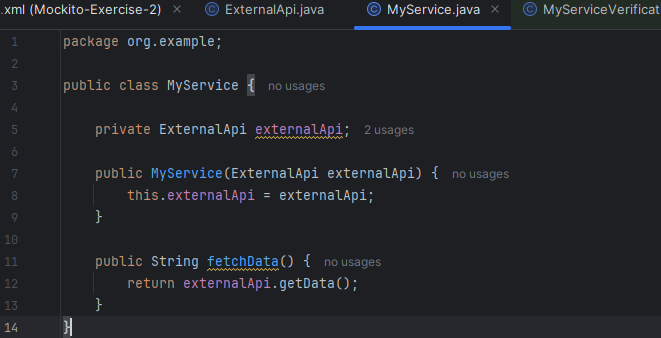 .xml (Mockito-Exercise-2) ExternalApi.java MyService.java MyServiceVerificat
1 package org.example;
2
3 public class MyService { no usages
4
5 private ExternalApi externalApi; 2 usages
6
7 public MyService(ExternalApi externalApi) { no usages
8 this.externalApi = externalApi;
9 }
10
11 public String fetchData() { no usages
12 return externalApi.getData();
13 }
14 }